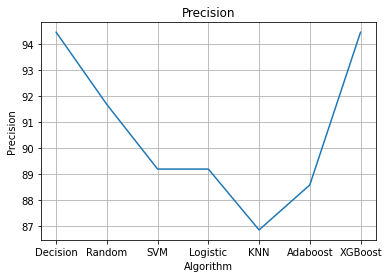 Precision
94
93
92
91
90
89
88
87
Precision
Decision Random SVM Logistic KNN Adaboost XGBoost
Algorithm